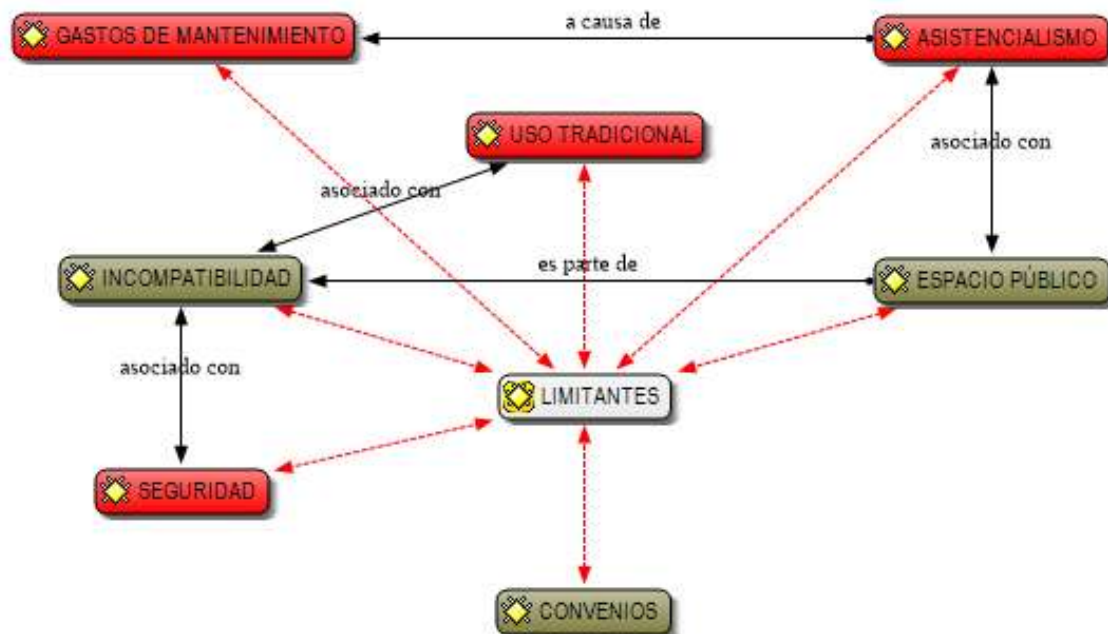 a causa de
GASTOS DE MANTENIMIENTO
ASISTENCIALISMO
USO TRADICIONAL
asociado con
asociado con
es parte de
INCOMPATIBILIDAD
ESPACIO PÚBLICO
asociado con
LIMITANTES
SEGURIDAD
CONVENIOS